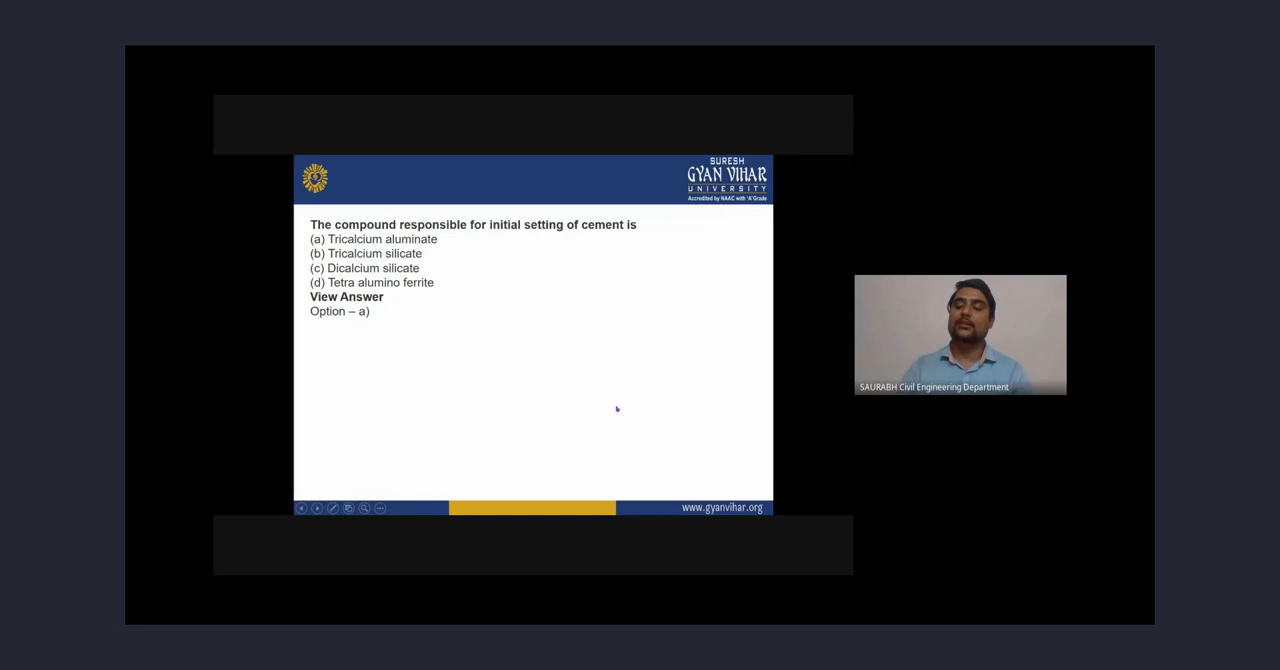 SURESH
GYAN VIHAR
UNIVERSITY
Accredited by NAAC with 'A' Grade
The compound responsible for initial setting of cement is
(a) Tricalcium aluminate
(b) Tricalcium silicate
(c) Dicalcium silicate
(d) Tetra alumino ferrite
View Answer
Option – a)
SAURABH Civil Engineering Department
www.gyanvihar.org